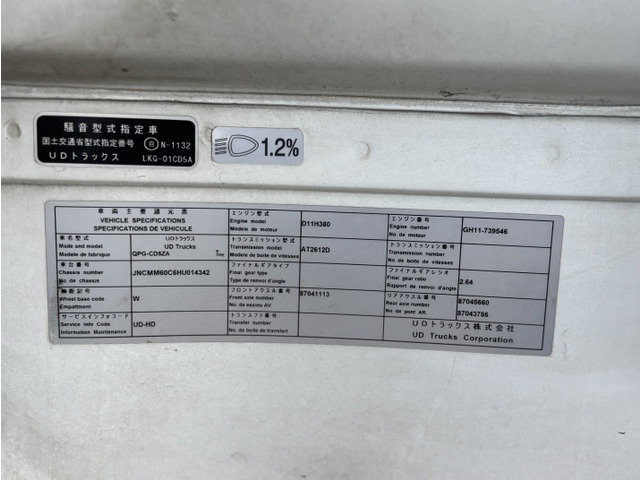 騒音型式指定車
国土交通省型式指定番号 自 N-1132
UDトラックス LKG-01CD5A
1.2%
車両主要諸元票
VEHICLE SPECIFICATIONS
SPECIFICATIONS DE VEHICULE
車名型式 UDトラックス
Made and model UD Trucks
Modele de fabrique QPG-CD5ZA
車台番号
Chassis number JNCMM60C6HU014342
No. de chassis
軸距記号
Wheel base code W
Empattement
サービスインフォコード
Service Info Code UD-HD
Information Maintenance
エンジン型式
Engine model D11H380
Modele de moteur
トランスミッション型式
Transmission model AT2612D
Modele de boite de vitesses
ファイナルギアタイプ
Final gear type
Type de renvoi d'angle
フロントアクスル番号
Front axle number 87041113
No. de essieu AV.
トランスファ番号
Transfer number
No. de boite de transfert
エンジン番号
Engine number GH11-739546
No. de moteur
トランスミッション番号
Transmission number
No. de boite de vitesses
ファイナルギアレシオ
Final gear ratio 2.64
Rapport de renvoi d'angle
リアアクスル番号 87045660
Rear axle number
No. de pont AR. 87043786
UDトラックス株式会社
UD Trucks Corporation